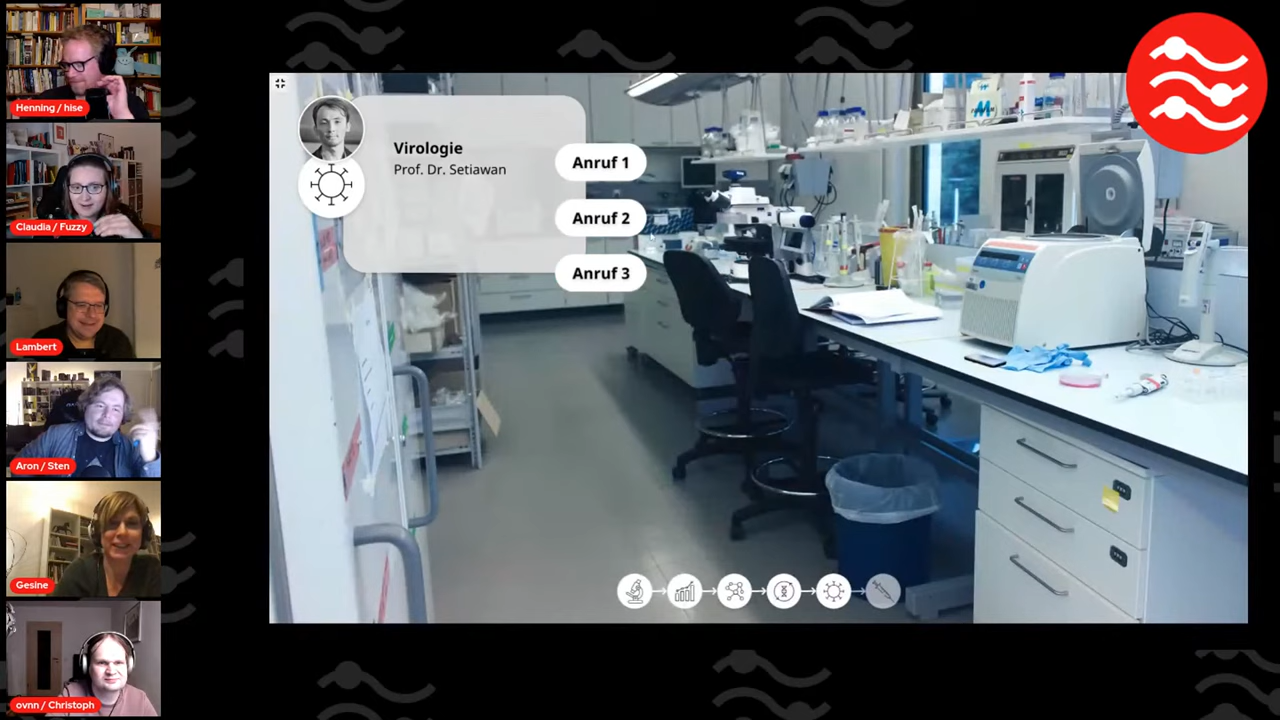 Henning / hise
Claudia / Fuzzy
Lambert
Aron / Sten
Gesine
ovnn / Christoph
Virologie
Prof. Dr. Setiawan
Anruf 1
Anruf 2
Anruf 3